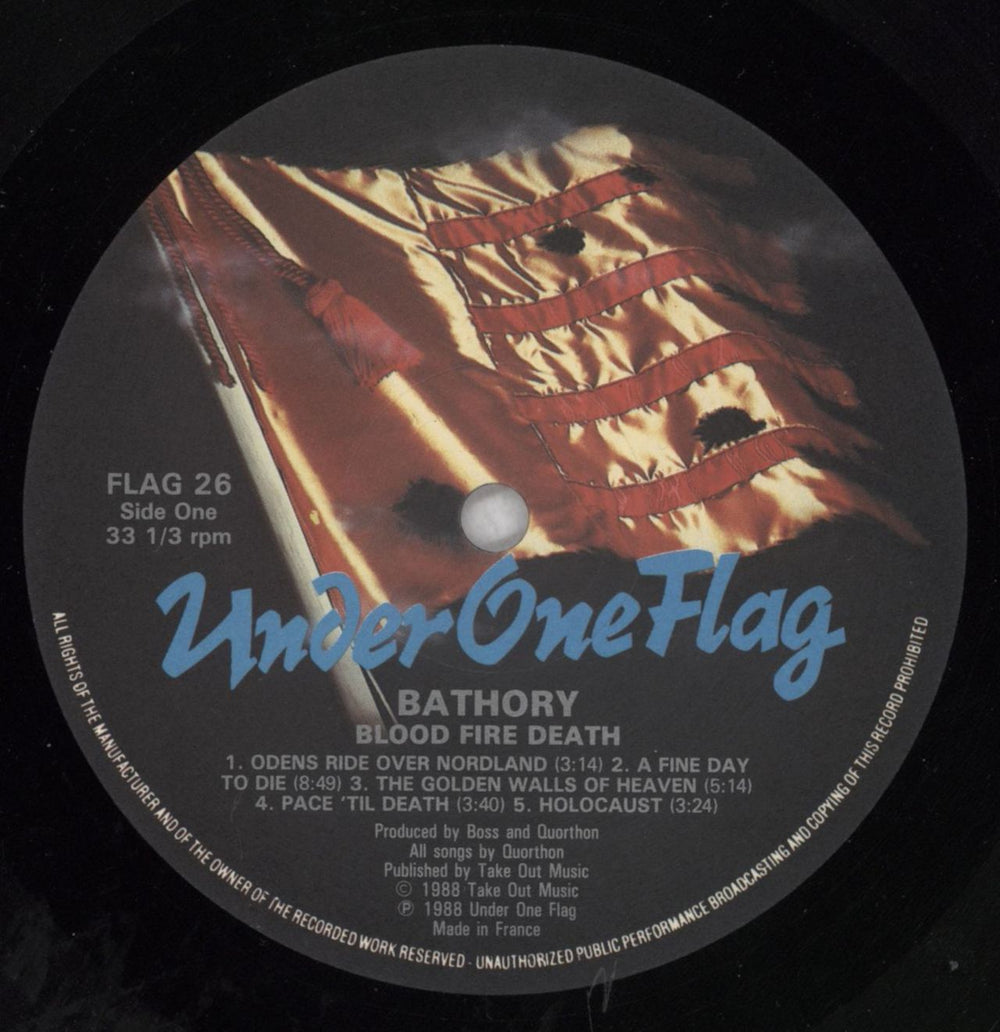 FLAG 26
Side One
33 1/3 rpm
Under One Flag
BATHORY
BLOOD FIRE DEATH
1. ODENS RIDE OVER NORDLAND (3:14) 2. A FINE DAY
TO DIE (8:49) 3. THE GOLDEN WALLS OF HEAVEN (5:14)
4. PACE 'TIL DEATH (3:40) 5. HOLOCAUST (3:24)
Produced by Boss and Quorthon
All songs by Quorthon
Published by Take Out Music
© 1988 Take Out Music
℗ 1988 Under One Flag
Made in France
ALL RIGHTS OF THE MANUFACTURER AND OF THE OWNER OF THE RECORDED WORK RESERVED - UNAUTHORIZED PUBLIC PERFORMANCE BROADCASTING AND COPYING OF THIS RECORD PROHIBITED